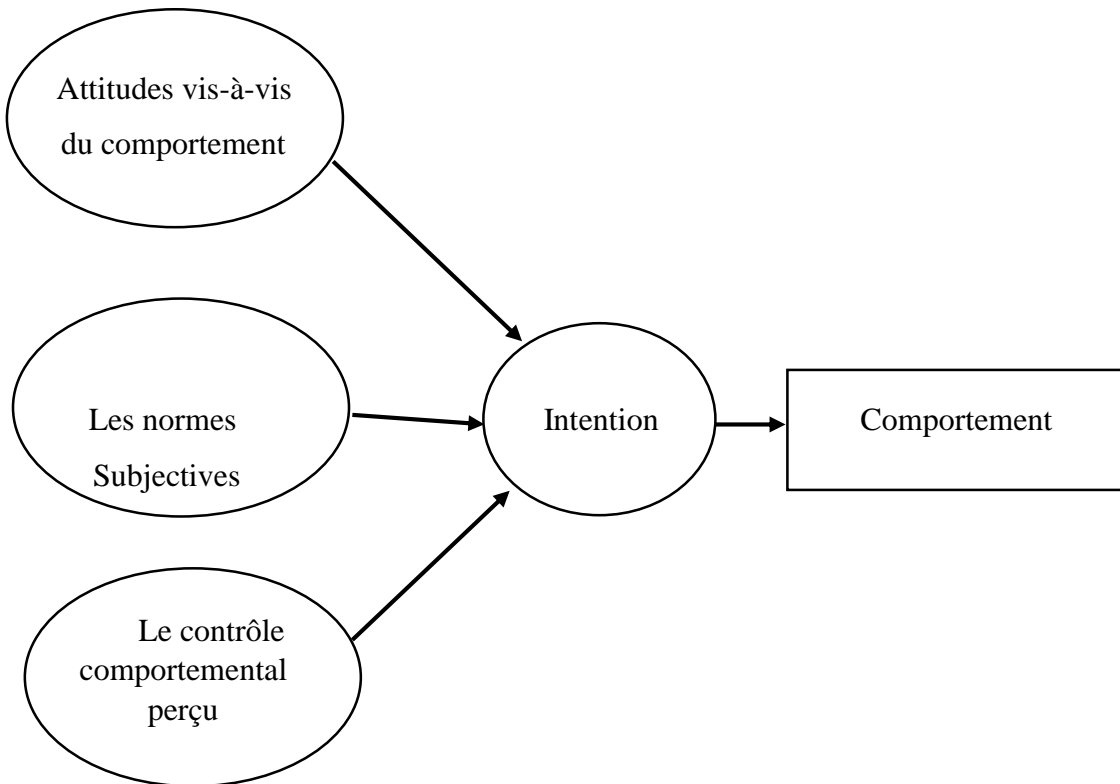 Attitudes vis-à-vis
du comportement
Les normes
Subjectives
Intention
Comportement
Le contrôle
comportemental
perçu